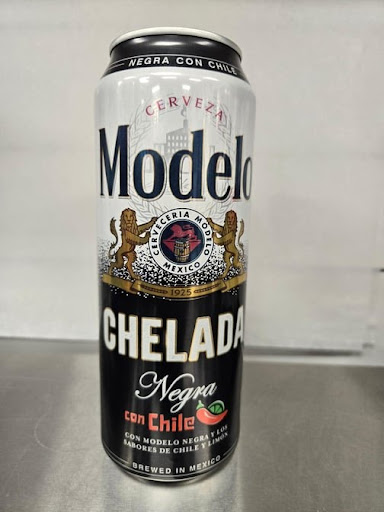 NEGRA CON CHILE
CERVEZA
Modelo
CERVECERIA MODELO
MEXICO
1925
CHELADA
Negra
con Chile
CON MODELO NEGRA Y LOS
SABORES DE CHILE Y LIMÓN
BREWED IN MEXICO